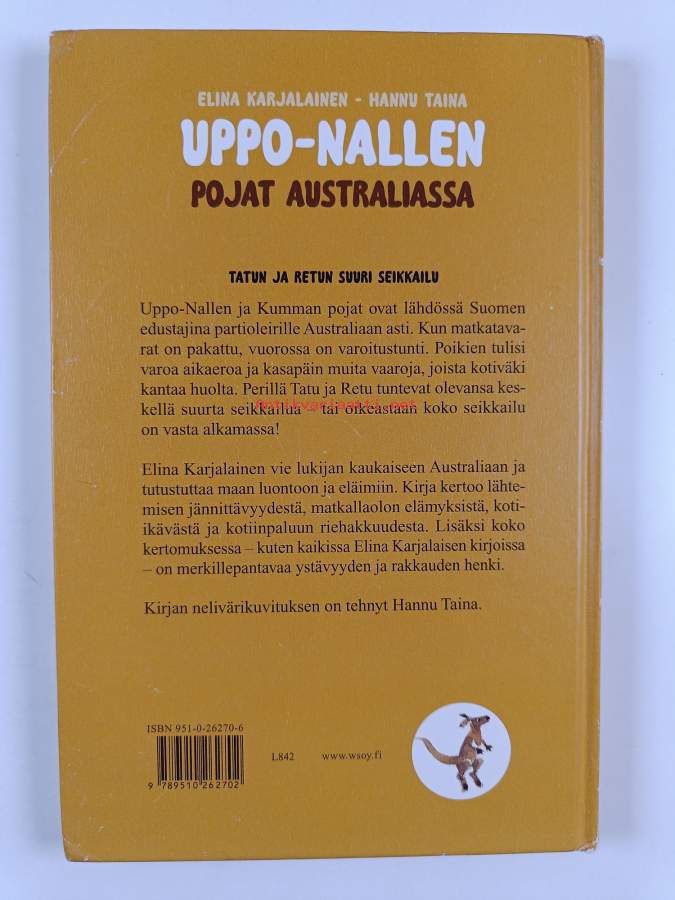 ELINA KARJALAINEN - HANNU TAINA
UPPO-NALLEN
POJAT AUSTRALIASSA
TATUN JA RETUN SUURI SEIKKAILU
Uppo-Nallen ja Kumman pojat ovat lähdössä Suomen
edustajina partioleirille Australiaan asti. Kun matkatava-
rat on pakattu, vuorossa on varoitustunti. Poikien tulisi
varoa aikaeroa ja kasapäin muita vaaroja, joista kotiväki
kantaa huolta. Perillä Tatu ja Retu tuntevat olevansa kes-
kellä suurta seikkailua – tai oikeastaan koko seikkailu
antikvariaatti.net
on vasta alkamassa!
Elina Karjalainen vie lukijan kaukaiseen Australiaan ja
tutustuttaa maan luontoon ja eläimiin. Kirja kertoo lähte-
misen jännittävyydestä, matkallaolon elämyksistä, koti-
ikävästä ja kotiinpaluun riehakkuudesta. Lisäksi koko
kertomuksessa – kuten kaikissa Elina Karjalaisen kirjoissa
– on merkillepantavaa ystävyyden ja rakkauden henki.
Kirjan nelivärikuvituksen on tehnyt Hannu Taina.
ISBN 951-0-26270-6
9 789510 262702
L842 www.wsoy.fi